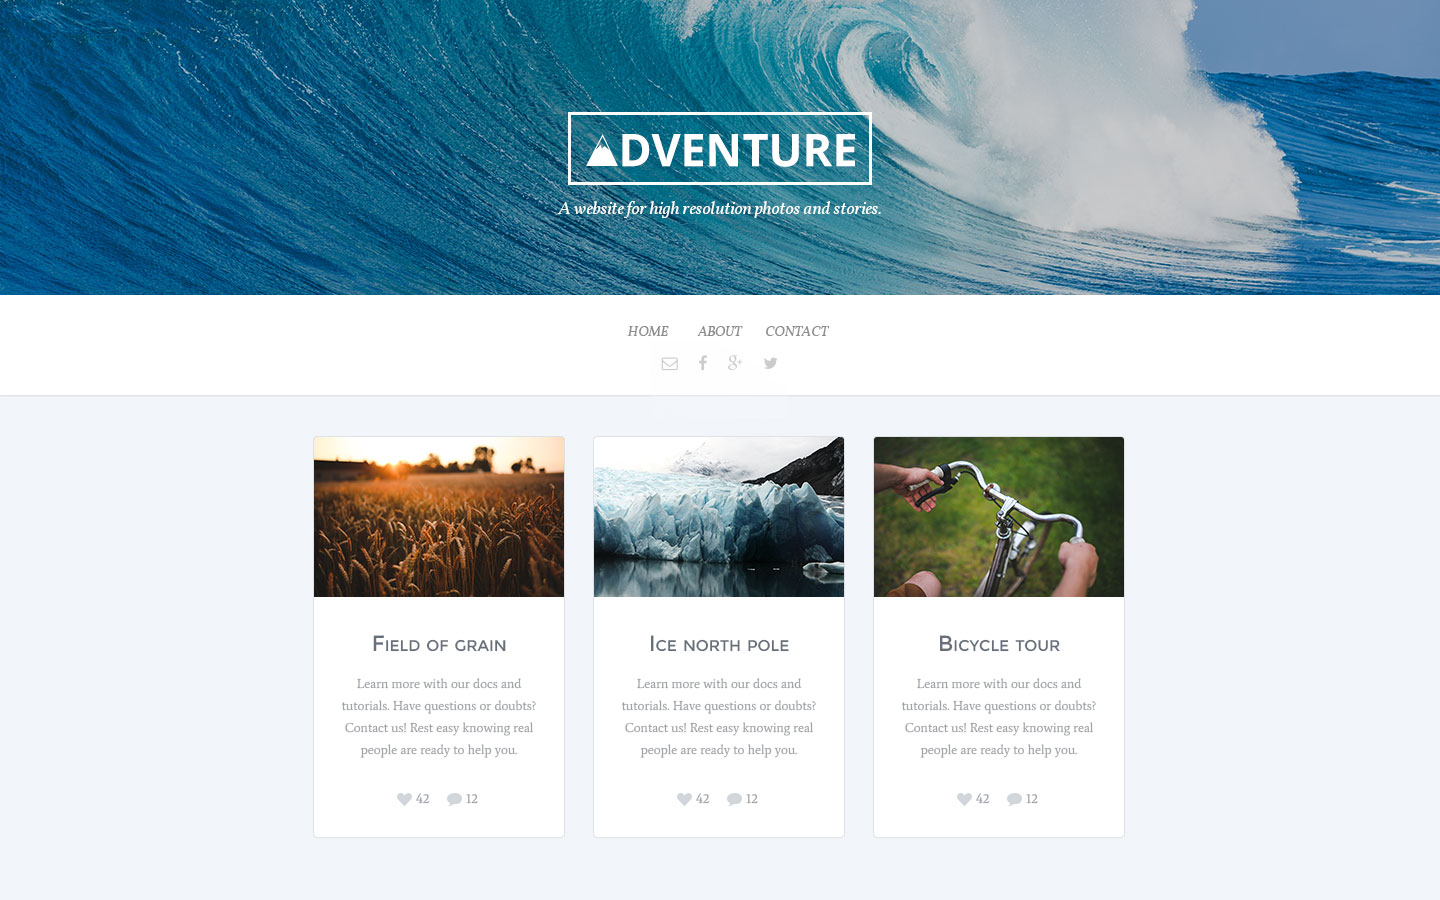 ADVENTURE
A website for high resolution photos and stories.
HOME ABOUT CONTACT
Field of grain
Learn more with our docs and
tutorials. Have questions or doubts?
Contact us! Rest easy knowing real
people are ready to help you.
42 12
Ice north pole
Learn more with our docs and
tutorials. Have questions or doubts?
Contact us! Rest easy knowing real
people are ready to help you.
42 12
Bicycle tour
Learn more with our docs and
tutorials. Have questions or doubts?
Contact us! Rest easy knowing real
people are ready to help you.
42 12